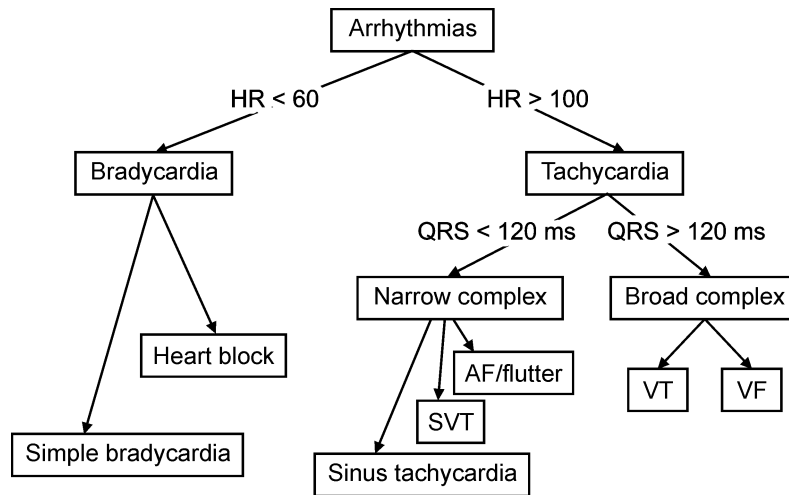 Arrhythmias
HR < 60
HR > 100
Bradycardia
Tachycardia
QRS < 120 ms
QRS > 120 ms
Narrow complex
Broad complex
Heart block
AF/flutter
VT
VF
SVT
Simple bradycardia
Sinus tachycardia